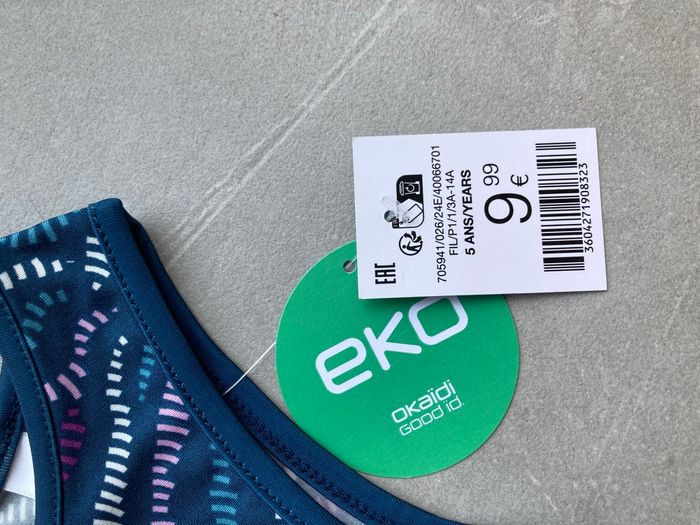 EAC
705941/026/24E/40066701
FIL/P1/1/3A-14A
5 ANS/YEARS
9,99
€
3604271908323
eko
okaïdi
GOOD id.